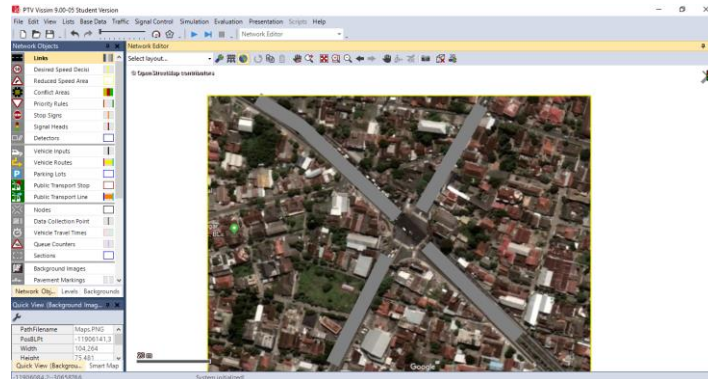 PTV Vissim 9.00-05 Student Version
File Edit View Lists Base Data Traffic Signal Control Simulation Evaluation Presentation Scripts Help
Network Editor
Network Objects
Network Editor
Select layout...
Links
© OpenStreetMap contributors
Desired Speed Decisi
Reduced Speed Area
Conflict Areas
Priority Rules
Stop Signs
Signal Heads
Detectors
Vehicle Inputs
Vehicle Routes
Parking Lots
Public Transport Stop
Public Transport Line
Nodes
Data Collection Point
Vehicle Travel Times
Queue Counters
Sections
Background Images
Pavement Markings
Network Obj... Levels Backgrounds
Quick View (Background Imag...
PathFilename Maps.PNG
PosBLPt -11906141,3
Width 104,264
Height 75,481
Quick View (Backgrou... Smart Map
20 m
Google
System initialized